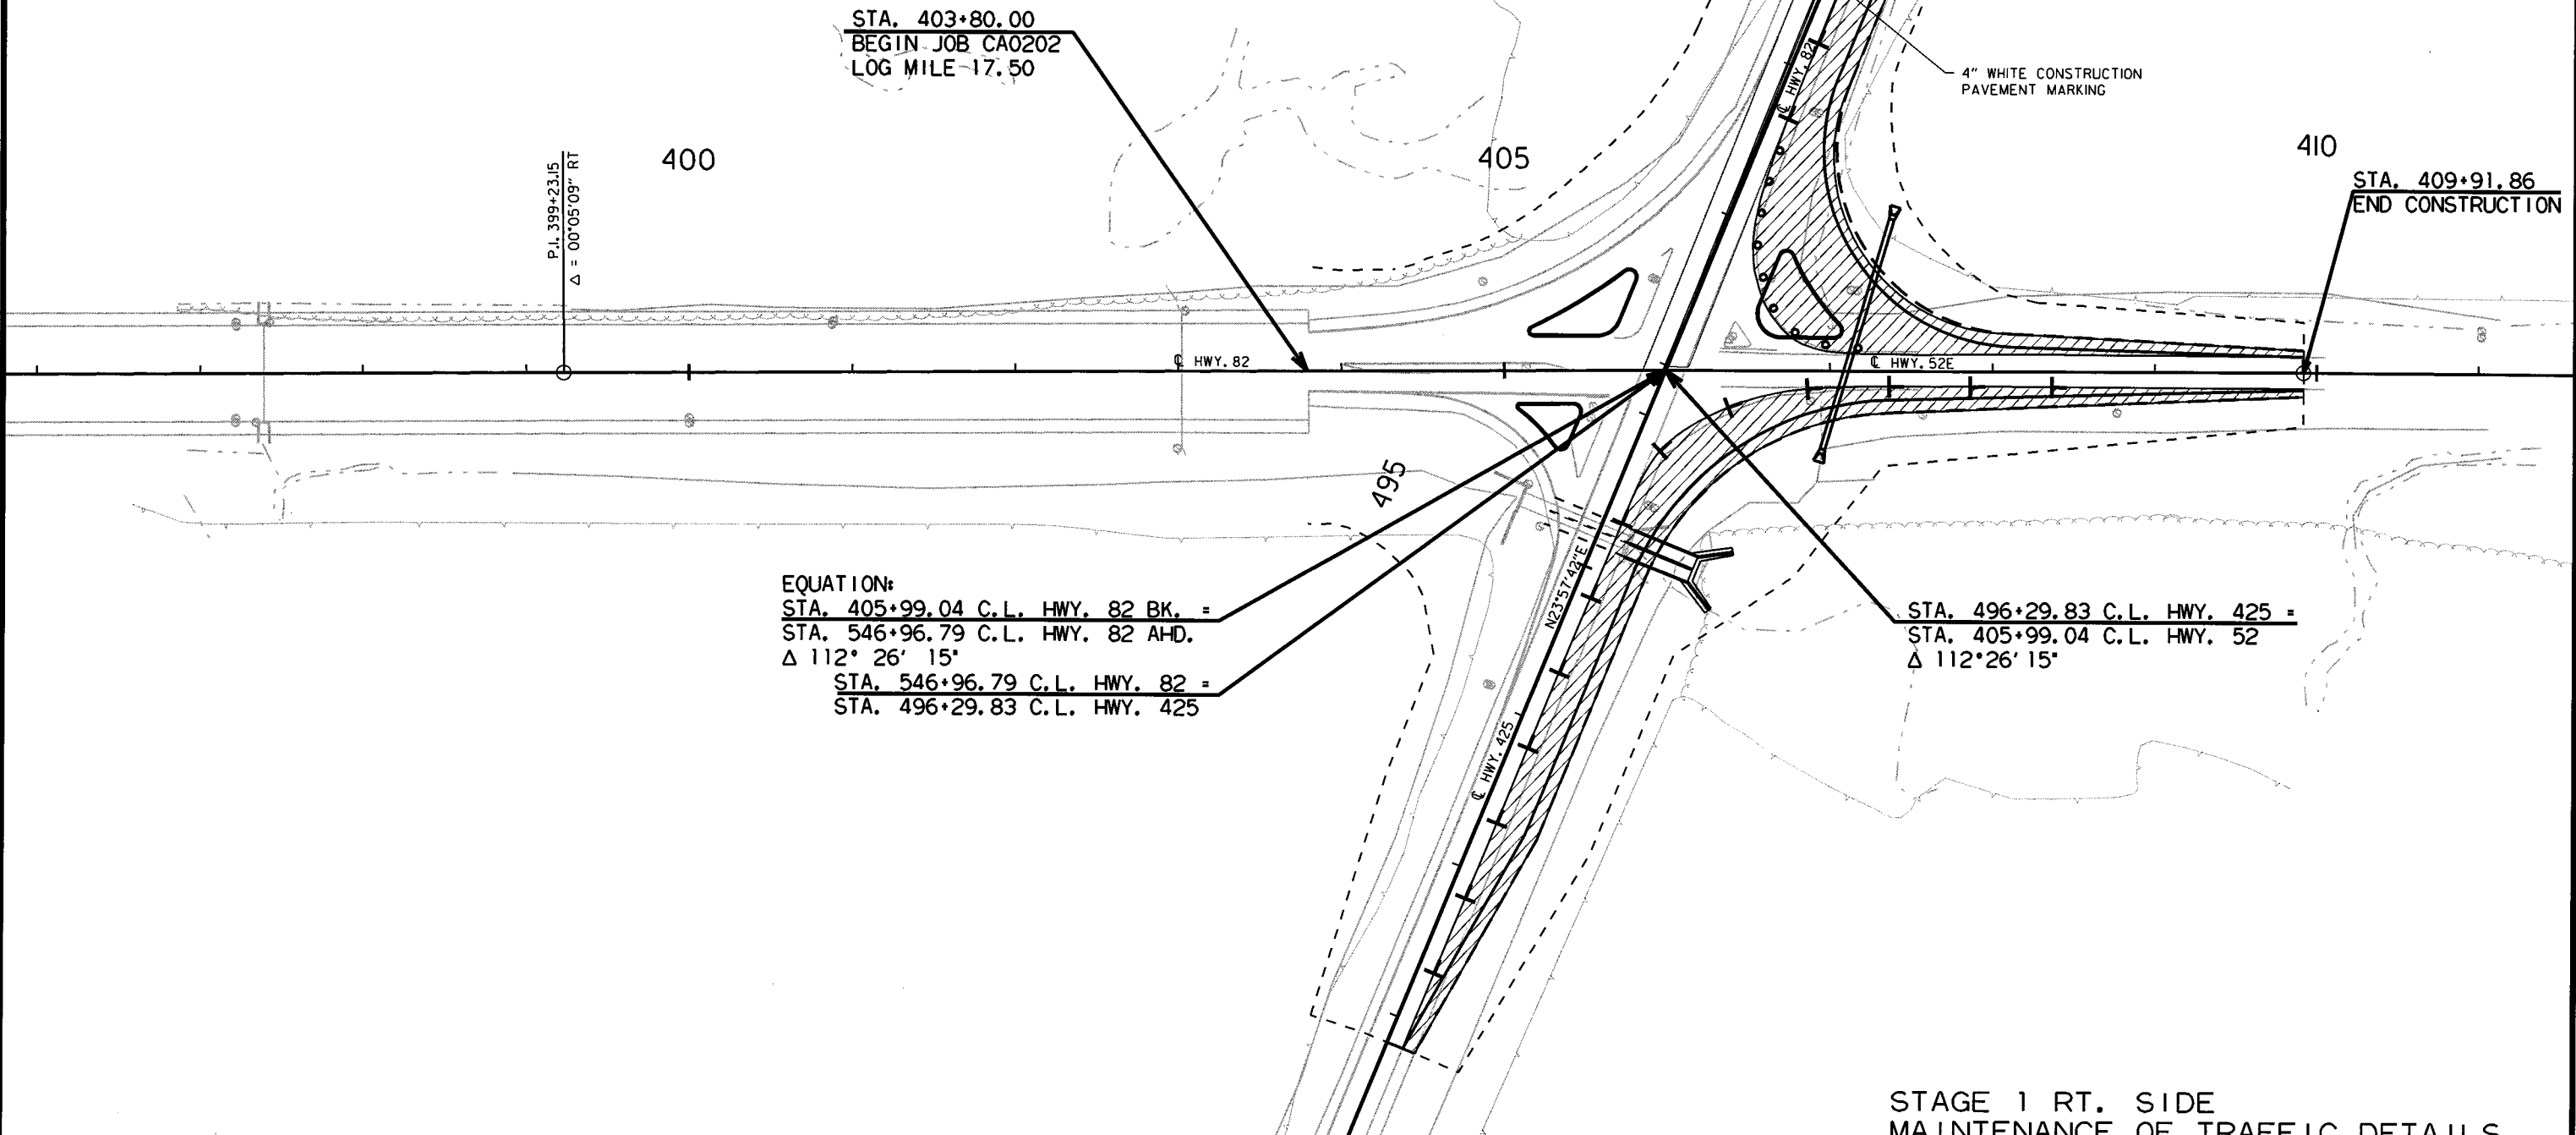 STA. 403+80.00
BEGIN JOB CA0202
LOG MILE 17.50
℄ HWY. 82
4" WHITE CONSTRUCTION
PAVEMENT MARKING
P.I. 399+23.15
Δ = 00°05'09" RT
400
405
410
STA. 409+91.86
END CONSTRUCTION
℄ HWY. 82
℄ HWY. 52E
495
N23°57'42"E
EQUATION:
STA. 405+99.04 C.L. HWY. 82 BK. =
STA. 546+96.79 C.L. HWY. 82 AHD.
Δ 112° 26' 15"
STA. 546+96.79 C.L. HWY. 82 =
STA. 496+29.83 C.L. HWY. 425
STA. 496+29.83 C.L. HWY. 425 =
STA. 405+99.04 C.L. HWY. 52
Δ 112°26'15"
℄ HWY. 425
STAGE 1 RT. SIDE
MAINTENANCE OF TRAFFIC DETAILS